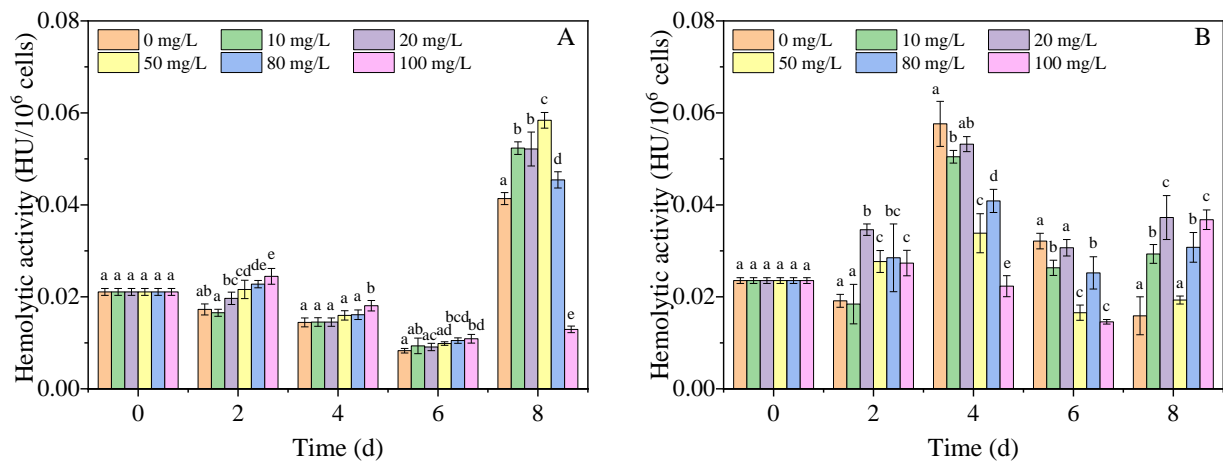 A
0 mg/L 10 mg/L 20 mg/L
50 mg/L 80 mg/L 100 mg/L
Hemolytic activity (HU/10⁶ cells)
0.08
0.06
0.04
0.02
0.00
a a a a a a
ab a bc cd de e
a a a a a b
a ab ac ad bcd bd
a b b c d e
0 2 4 6 8
Time (d)
B
0 mg/L 10 mg/L 20 mg/L
50 mg/L 80 mg/L 100 mg/L
Hemolytic activity (HU/10⁶ cells)
0.08
0.06
0.04
0.02
0.00
a a a a a a
a a b c bc c
a b ab c d e
a b a c b c
a b c a b c
0 2 4 6 8
Time (d)